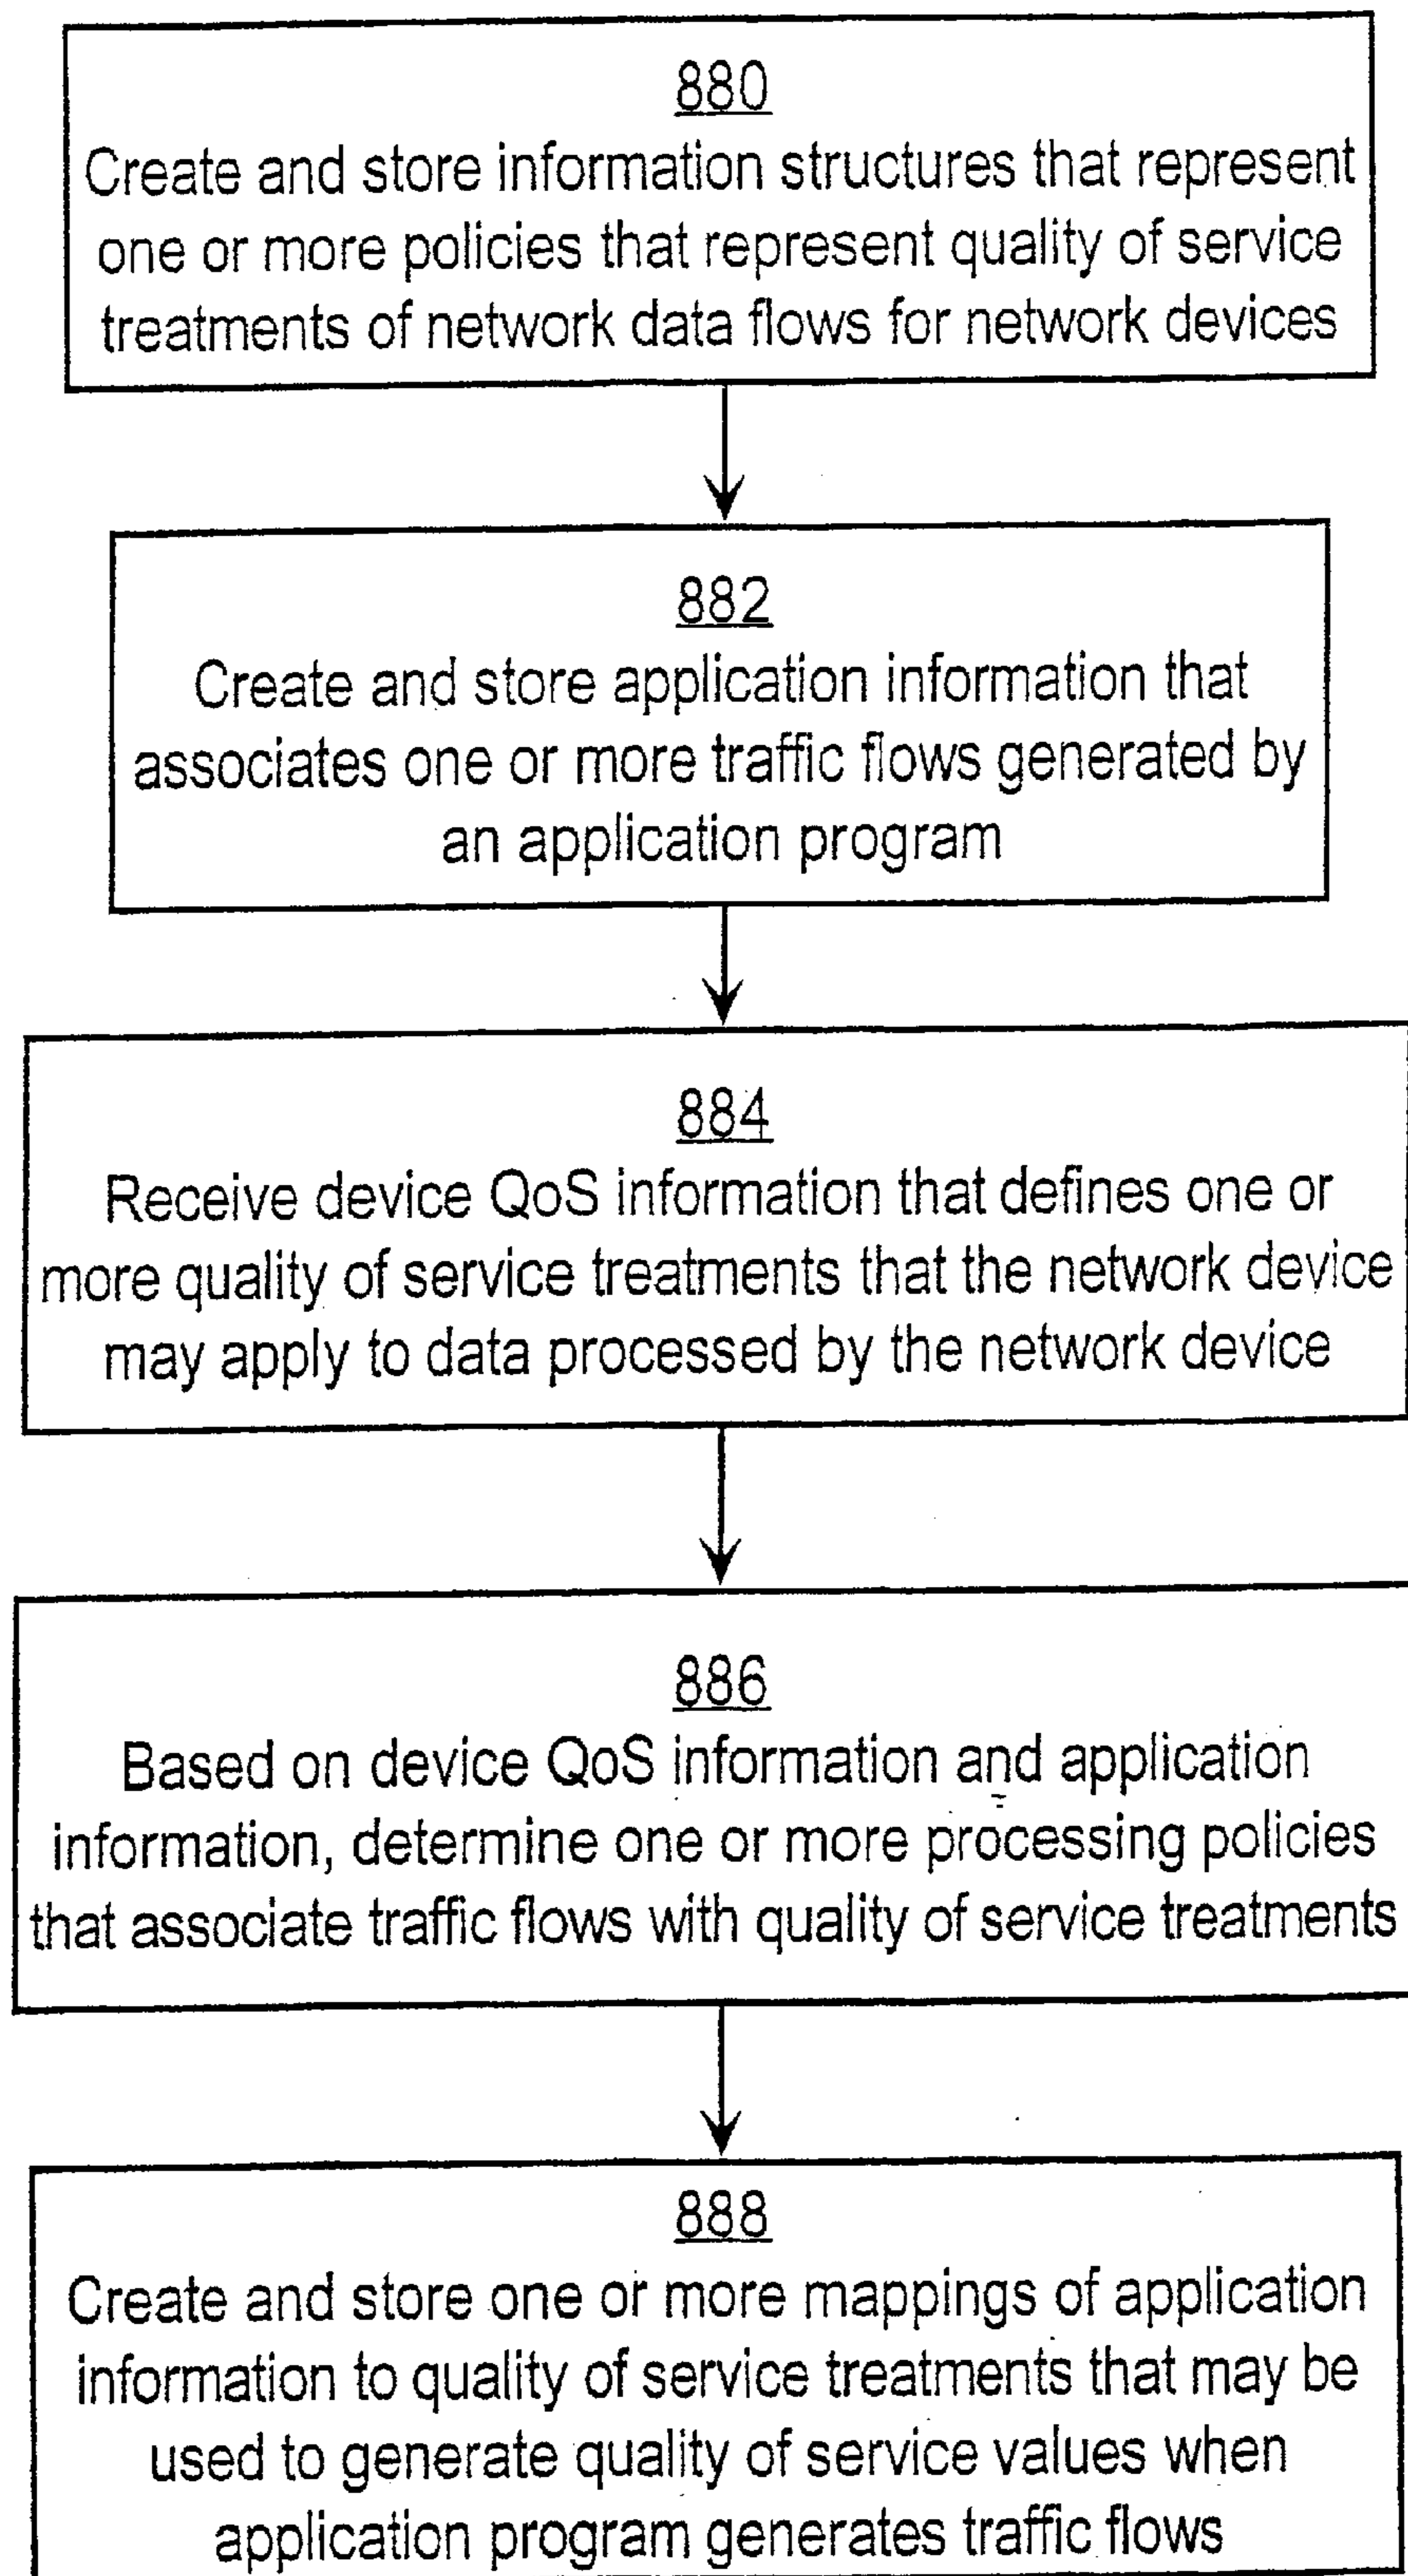 880
Create and store information structures that represent
one or more policies that represent quality of service
treatments of network data flows for network devices
882
Create and store application information that
associates one or more traffic flows generated by
an application program
884
Receive device QoS information that defines one or
more quality of service treatments that the network device
may apply to data processed by the network device
886
Based on device QoS information and application
information, determine one or more processing policies
that associate traffic flows with quality of service treatments
888
Create and store one or more mappings of application
information to quality of service treatments that may be
used to generate quality of service values when
application program generates traffic flows